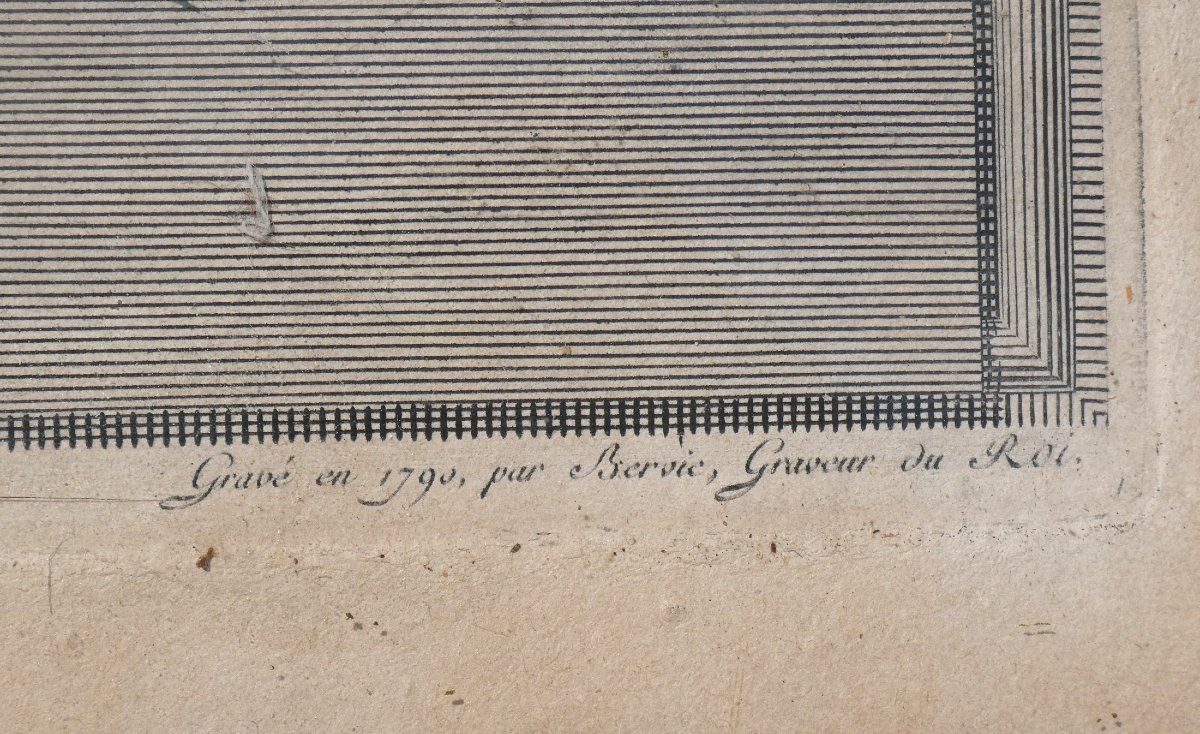 Gravé en 1790, par Bervic, Graveur du Roi.